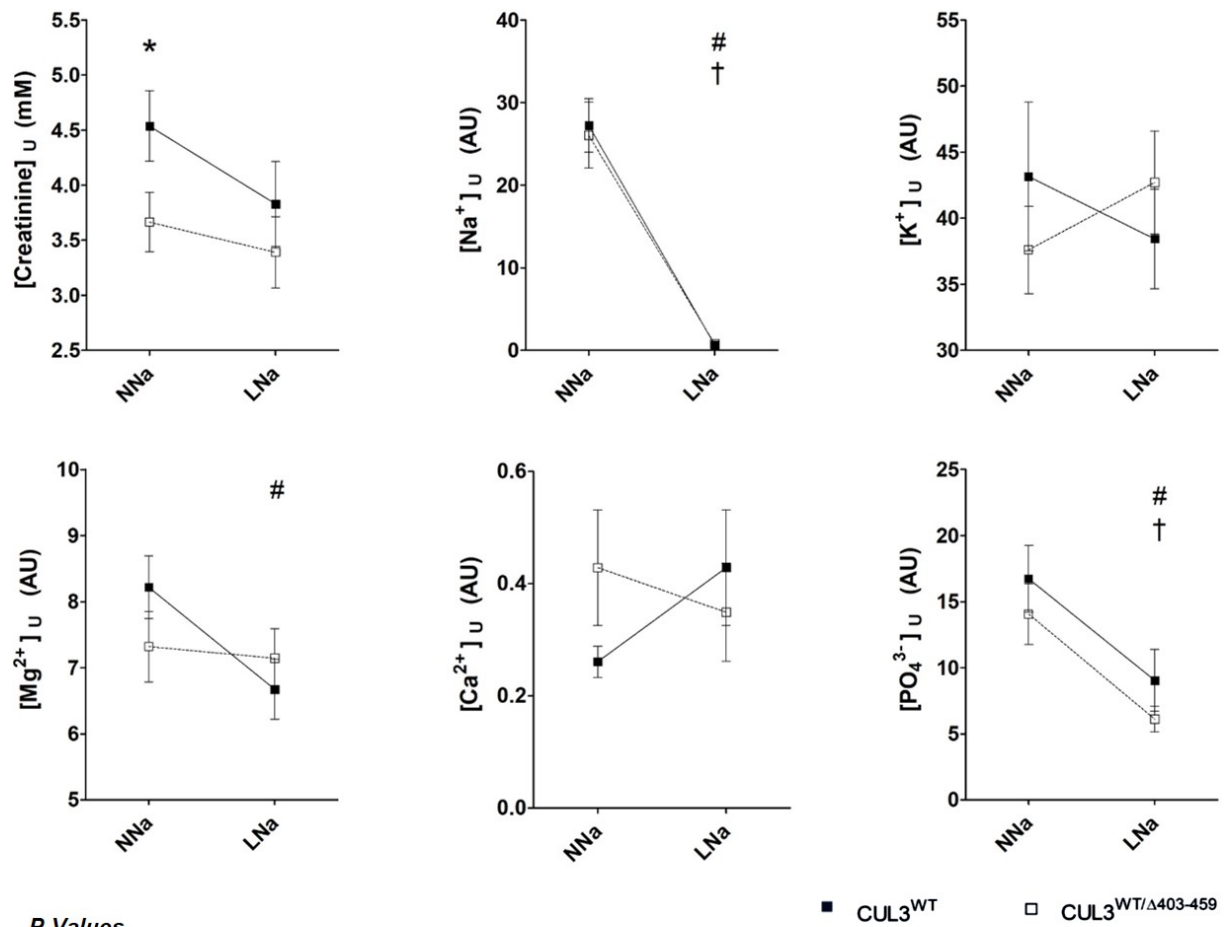 [Creatinine] U (mM)
5.5
5.0
4.5
4.0
3.5
3.0
2.5
*
NNa
LNa
[Na+] U (AU)
40
30
20
10
0
#
†
NNa
LNa
[K+] U (AU)
55
50
45
40
35
30
NNa
LNa
[Mg2+] U (AU)
10
9
8
7
6
5
#
NNa
LNa
[Ca2+] U (AU)
0.6
0.4
0.2
0.0
NNa
LNa
[PO43-] U (AU)
25
20
15
10
5
0
#
†
NNa
LNa
CUL3WT
CUL3WT/Δ403-459
P Values